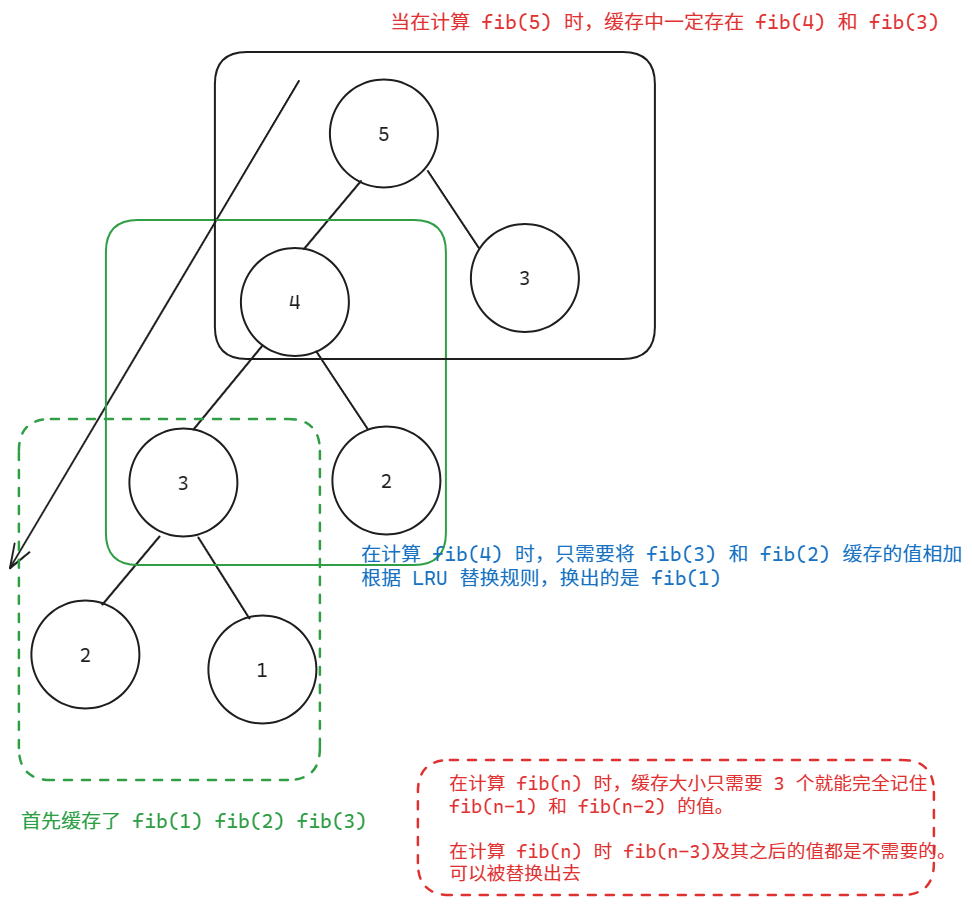 当在计算 fib(5) 时，缓存中一定存在 fib(4) 和 fib(3)
5
4
3
3
2
在计算 fib(4) 时，只需要将 fib(3) 和 fib(2) 缓存的值相加
根据 LRU 替换规则，换出的是 fib(1)
2
1
首先缓存了 fib(1) fib(2) fib(3)
在计算 fib(n) 时，缓存大小只需要 3 个就能完全记住
fib(n-1) 和 fib(n-2) 的值。
在计算 fib(n) 时 fib(n-3)及其之后的值都是不需要的。
可以被替换出去